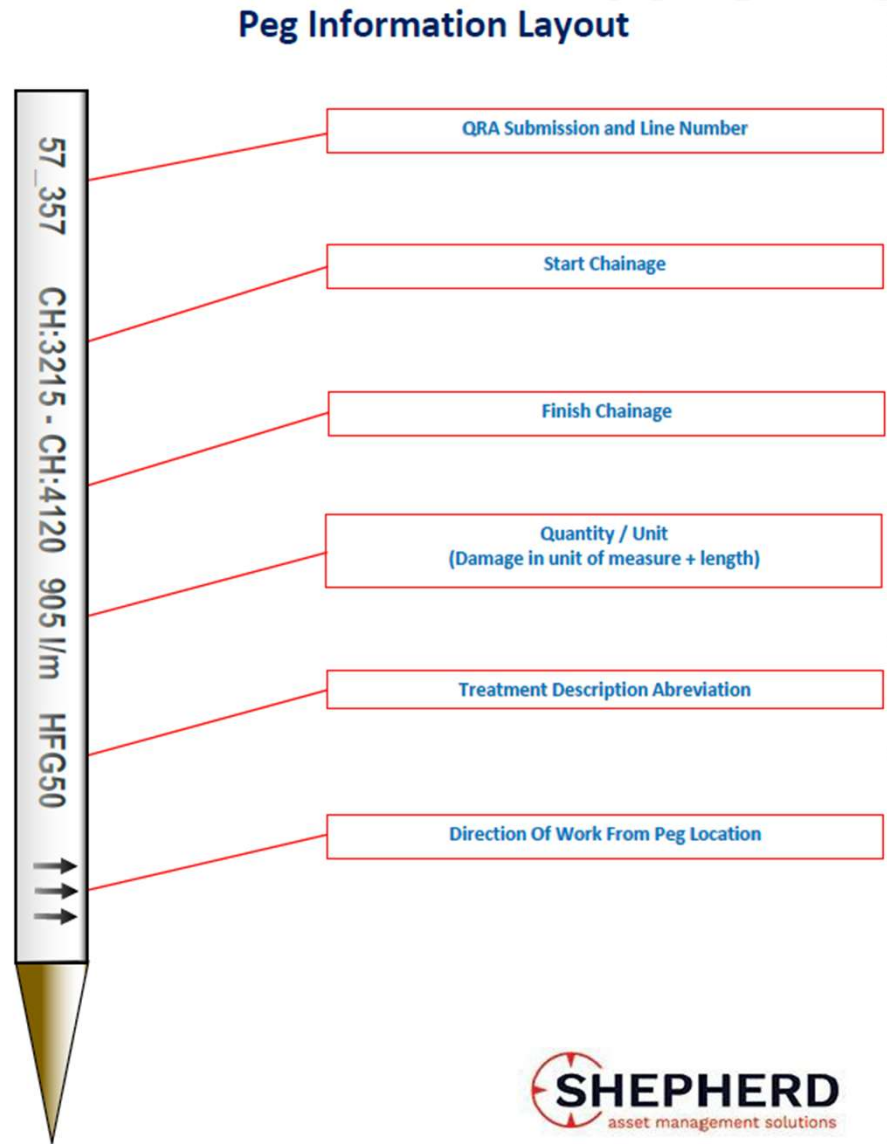 Peg Information Layout
57_357 CH:3215 - CH:4120 905 l/m HFG50
QRA Submission and Line Number
Start Chainage
Finish Chainage
Quantity / Unit
(Damage in unit of measure + length)
Treatment Description Abreviation
Direction Of Work From Peg Location
SHEPHERD
asset management solutions